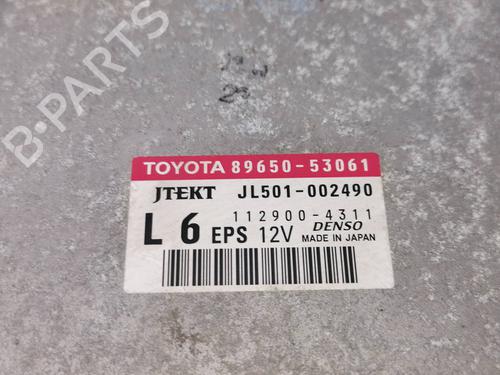 B-PARTS
TOYOTA 89650-53061
JTEKT JL501-002490
112900-4311
L 6 EPS 12V DENSO
MADE IN JAPAN